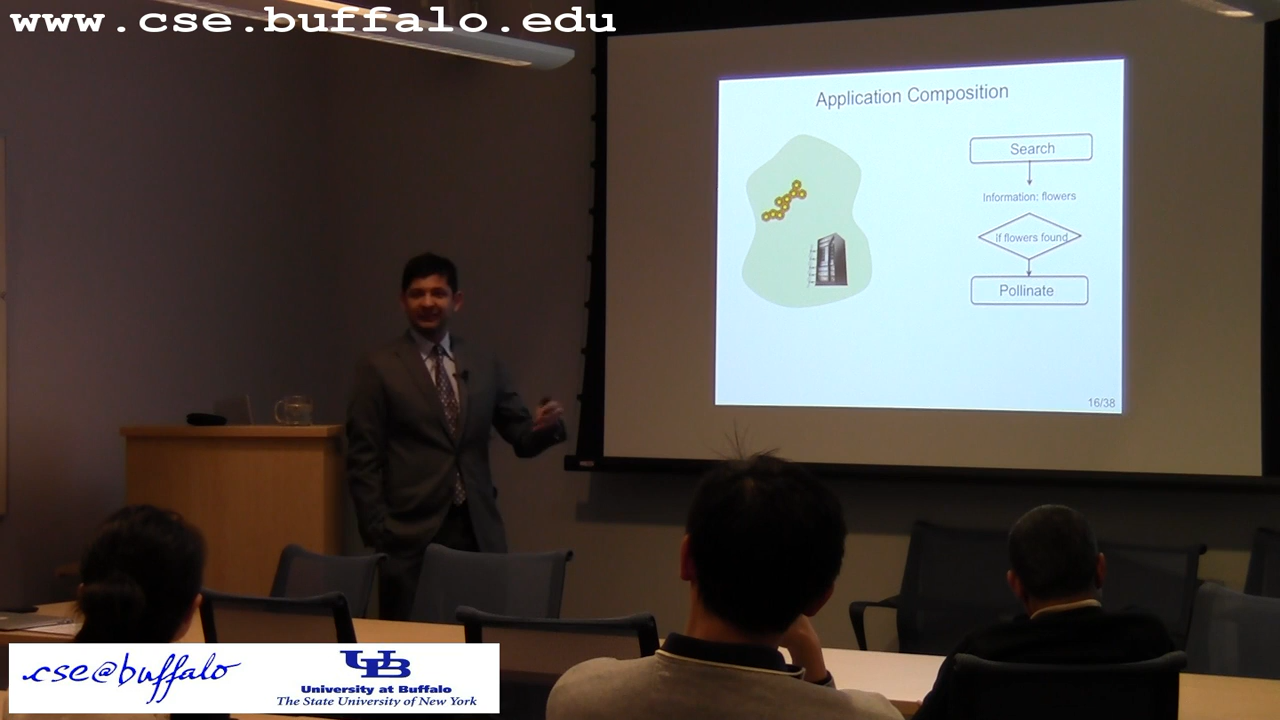 www.cse.buffalo.edu
Application Composition
Search
Information: flowers
if flowers found
Pollinate
16/38
cse@buffalo
UB
University at Buffalo
The State University of New York